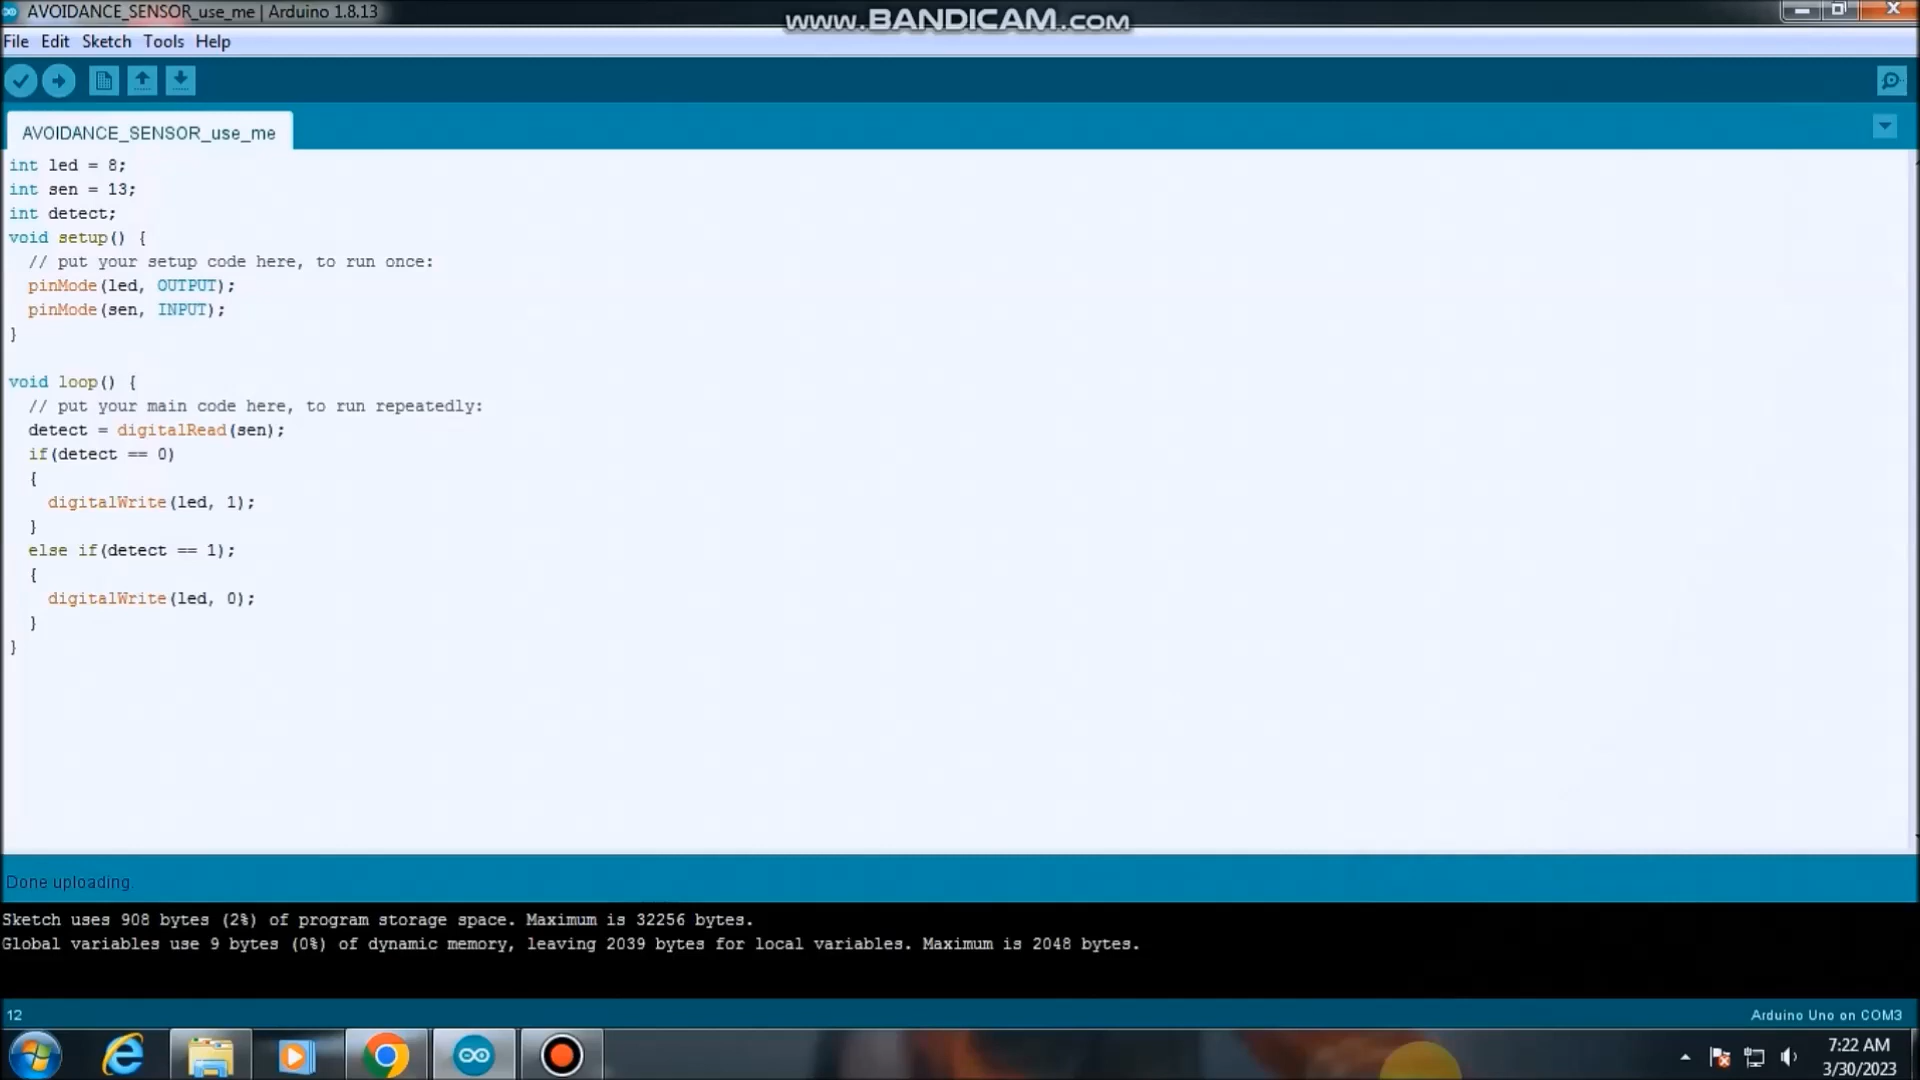 AVOIDANCE_SENSOR_use_me | Arduino 1.8.13
www.BANDICAM.com
File Edit Sketch Tools Help
AVOIDANCE_SENSOR_use_me
int led = 8;
int sen = 13;
int detect;
void setup() {
// put your setup code here, to run once:
pinMode(led, OUTPUT);
pinMode(sen, INPUT);
}
void loop() {
// put your main code here, to run repeatedly:
detect = digitalRead(sen);
if(detect == 0)
{
digitalWrite(led, 1);
}
else if(detect == 1);
{
digitalWrite(led, 0);
}
}
Done uploading.
Sketch uses 908 bytes (2%) of program storage space. Maximum is 32256 bytes.
Global variables use 9 bytes (0%) of dynamic memory, leaving 2039 bytes for local variables. Maximum is 2048 bytes.
12
Arduino Uno on COM3
7:22 AM
3/30/2023